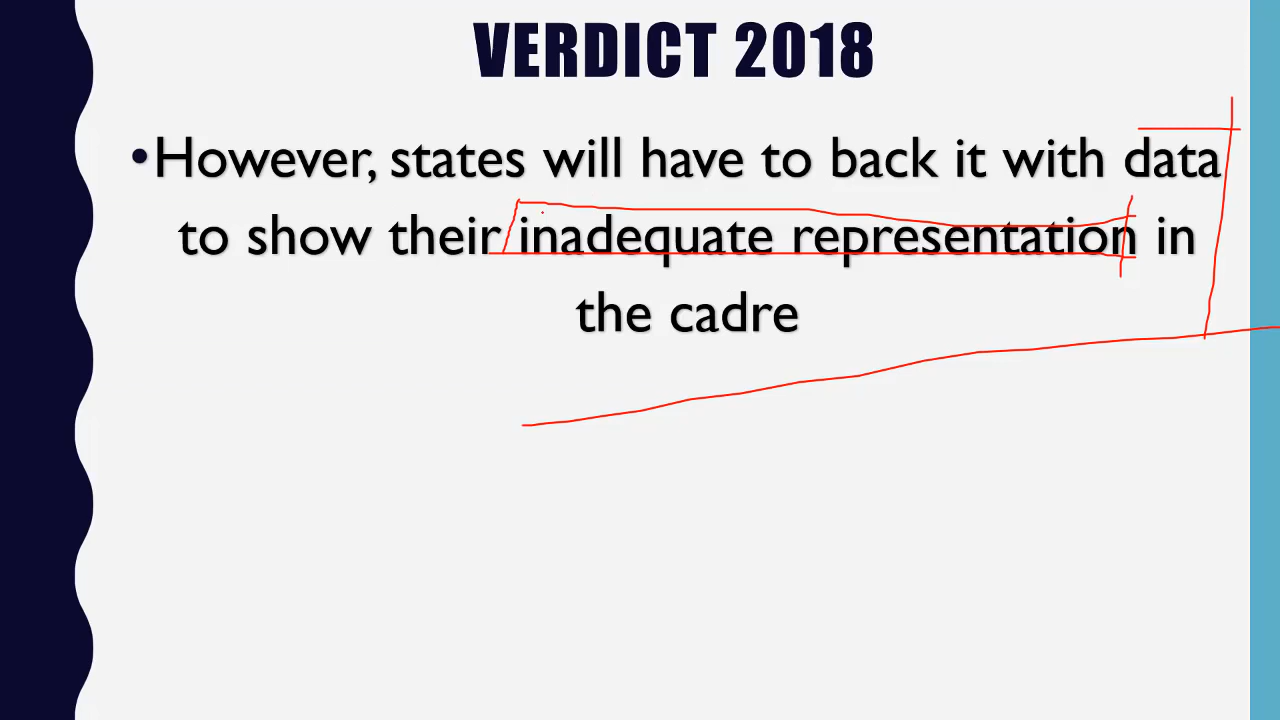 VERDICT 2018
•However, states will have to back it with data
to show their inadequate representation in
the cadre